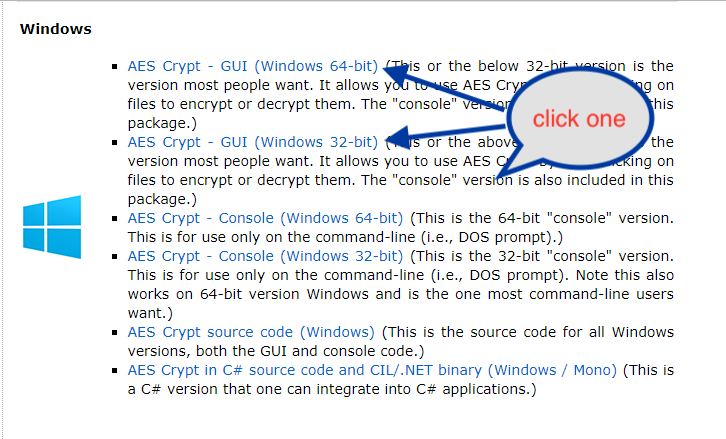 Windows
AES Crypt - GUI (Windows 64-bit) (This or the below 32-bit version is the
version most people want. It allows you to use AES Cryp ng on
files to encrypt or decrypt them. The "console" version this
package.)
click one
AES Crypt - GUI (Windows 32-bit) (This or the above the
version most people want. It allows you to use AES Cr cking on
files to encrypt or decrypt them. The "console" version is also included in this
package.)
AES Crypt - Console (Windows 64-bit) (This is the 64-bit "console" version.
This is for use only on the command-line (i.e., DOS prompt).)
AES Crypt - Console (Windows 32-bit) (This is the 32-bit "console" version.
This is for use only on the command-line (i.e., DOS prompt). Note this also
works on 64-bit version Windows and is the one most command-line users
want.)
AES Crypt source code (Windows) (This is the source code for all Windows
versions, both the GUI and console code.)
AES Crypt in C# source code and CIL/.NET binary (Windows / Mono) (This is
a C# version that one can integrate into C# applications.)